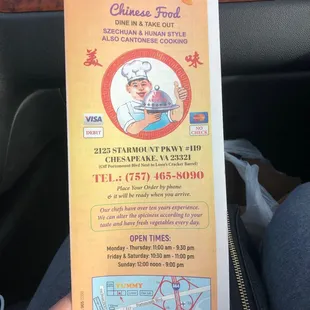 Chinese Food
DINE IN & TAKE OUT
SZECHUAN & HUNAN STYLE
ALSO CANTONESE COOKING
美 味
VISA
DEBIT
NO CHECK
2125 STARMOUNT PKWY #119
CHESAPEAKE, VA 23321
TEL.: (757) 465-8090
Place Your Order by phone
& it will be ready when you arrive.
Our chefs have over ten years experience.
We can alter the spiciness according to your
taste and have fresh vegetables every day.
OPEN TIMES:
Monday - Thursday: 11:00 am - 9:30 pm
Friday & Saturday: 10:30 am - 11:00 pm
Sunday: 12:00 noon - 9:00 pm
YUMMY